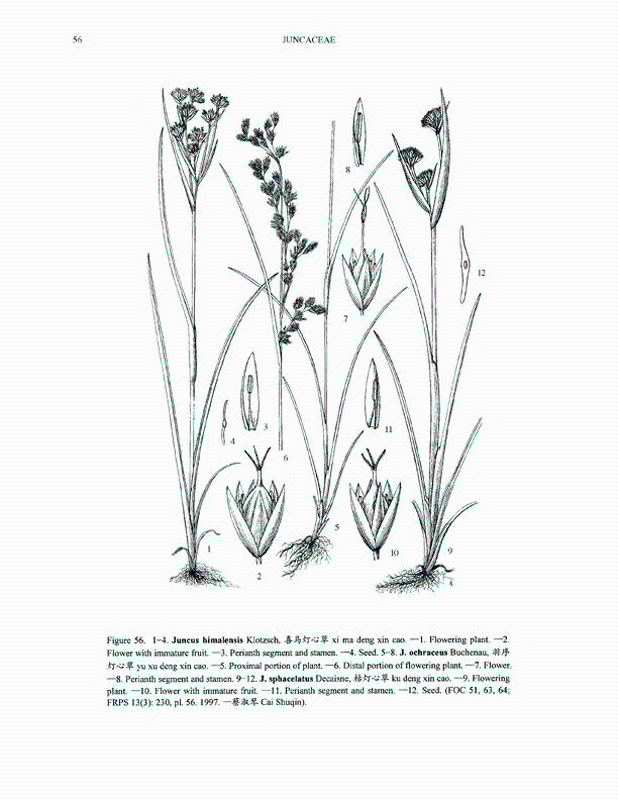 56
JUNCACEAE
8
12
7
3
11
4
6
5
1
2
10
9
Figure 56. 1–4. Juncus himalensis Klotzsch, 喜马灯心草 xi ma deng xin cao. —1. Flowering plant. —2.
Flower with immature fruit. —3. Perianth segment and stamen. —4. Seed. 5–8. J. ochraceus Buchenau, 羽序
灯心草 yu xu deng xin cao. —5. Proximal portion of plant. —6. Distal portion of flowering plant. —7. Flower.
—8. Perianth segment and stamen. 9–12. J. sphacelatus Decaisne, 枯灯心草 ku deng xin cao. —9. Flowering
plant. —10. Flower with immature fruit. —11. Perianth segment and stamen. —12. Seed. (FOC 51, 63, 64;
FRPS 13(3): 230, pl. 56. 1997. —蔡淑琴 Cai Shuqin).